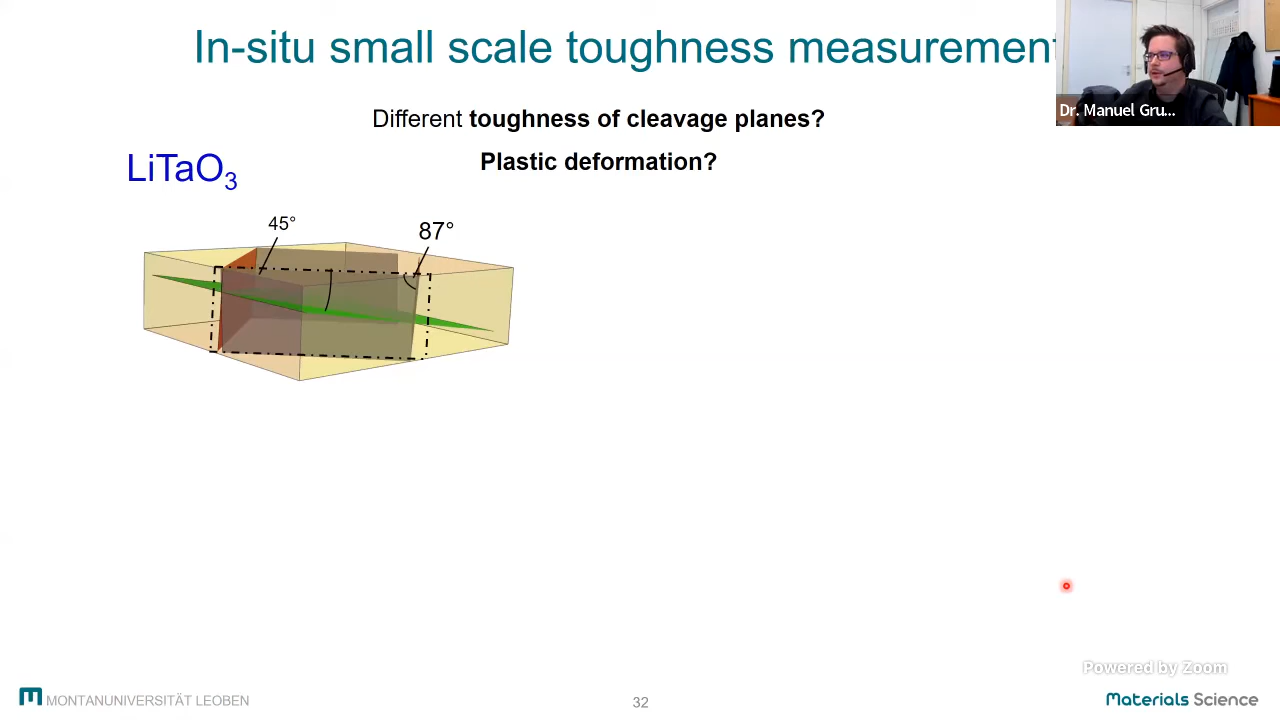 In-situ small scale toughness measurement
Dr. Manuel Gru...
Different toughness of cleavage planes?
Plastic deformation?
LiTaO3
45°
87°
Powered by Zoom
MONTANUNIVERSITÄT LEOBEN
32
Materials Science